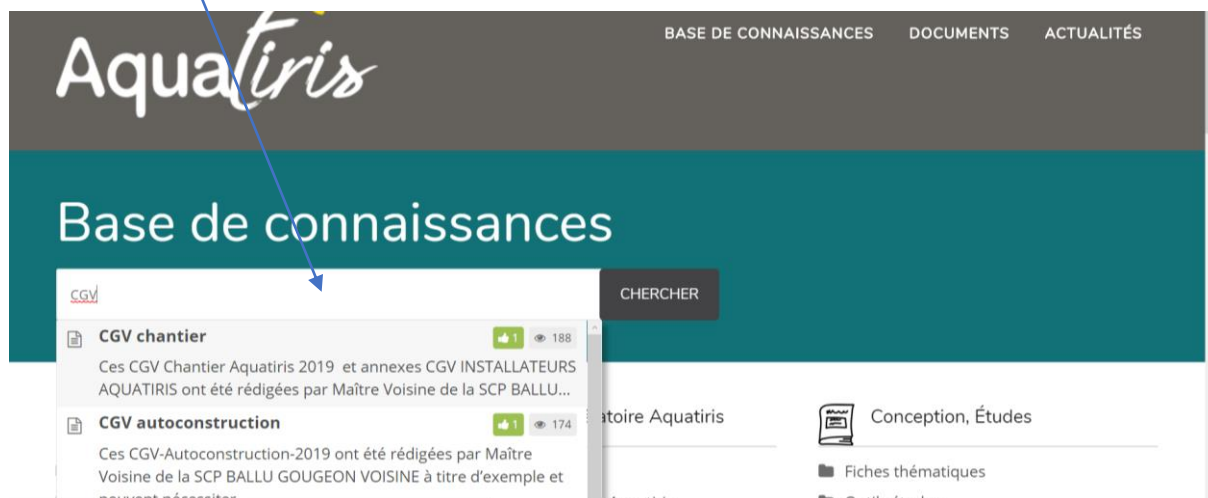 Aquatiris
BASE DE CONNAISSANCES DOCUMENTS ACTUALITÉS
Base de connaissances
CGV
CHERCHER
CGV chantier 1 188
Ces CGV Chantier Aquatiris 2019 et annexes CGV INSTALLATEURS
AQUATIRIS ont été rédigées par Maître Voisine de la SCP BALLU...
CGV autoconstruction 1 174
Ces CGV-Autoconstruction-2019 ont été rédigées par Maître
Voisine de la SCP BALLU GOUGEON VOISINE à titre d'exemple et
atoire Aquatiris
Conception, Études
Fiches thématiques